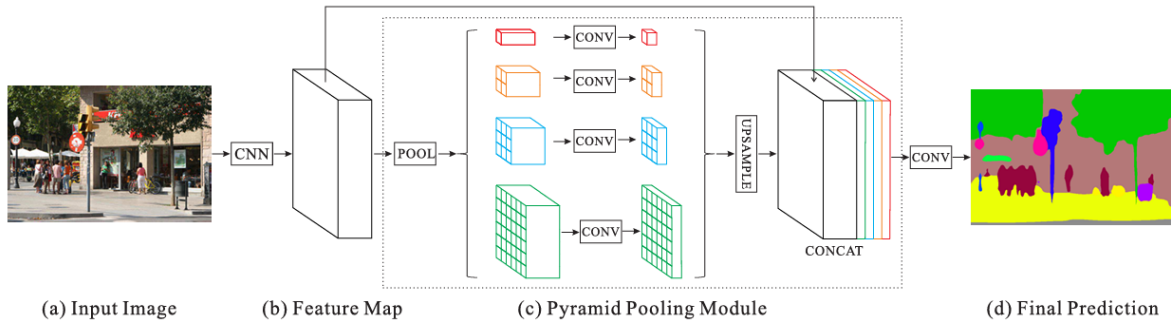 CNN
POOL
CONV
CONV
CONV
CONV
UPSAMPLE
CONCAT
CONV
(a) Input Image
(b) Feature Map
(c) Pyramid Pooling Module
(d) Final Prediction